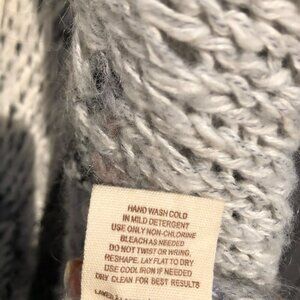 HAND WASH COLD
IN MILD DETERGENT
USE ONLY NON-CHLORINE
BLEACH AS NEEDED
DO NOT TWIST OR WRING,
RESHAPE, LAY FLAT TO DRY
USE COOL IRON IF NEEDED
DRY CLEAN FOR BEST RESULTS